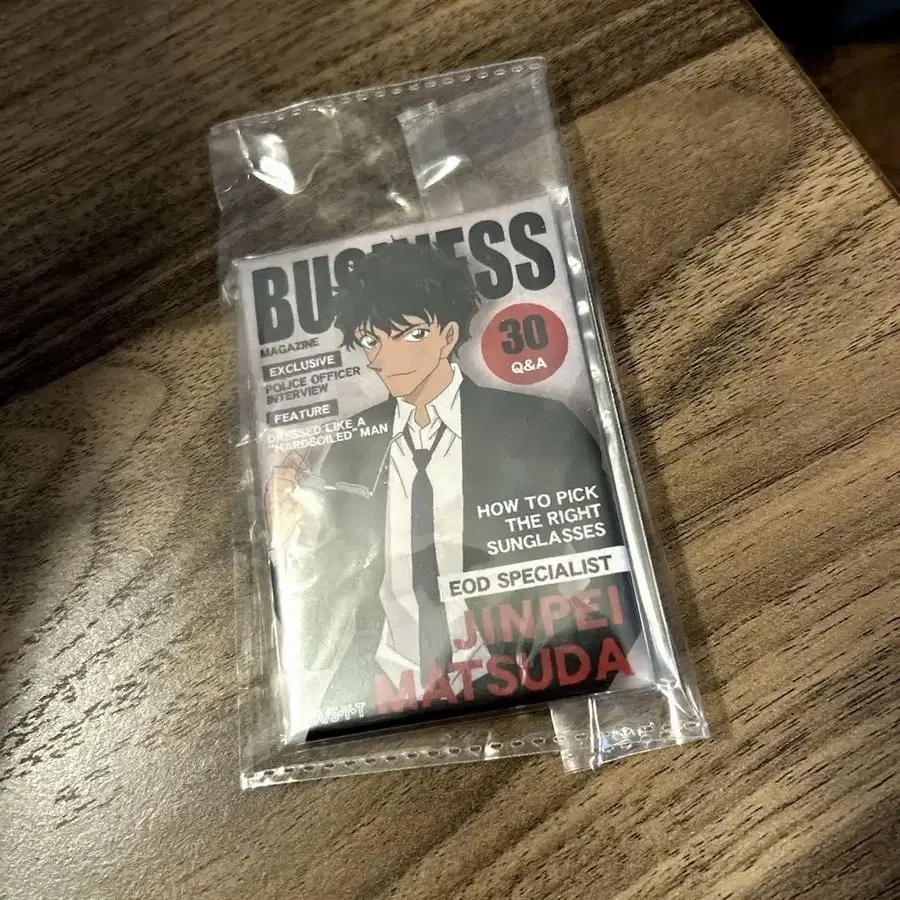 BUSINESS
MAGAZINE
30
Q&A
EXCLUSIVE
POLICE OFFICER
INTERVIEW
FEATURE
DRESSED LIKE A
"HARDBOILED" MAN
HOW TO PICK
THE RIGHT
SUNGLASSES
EOD SPECIALIST
JINPEI
MATSUDA